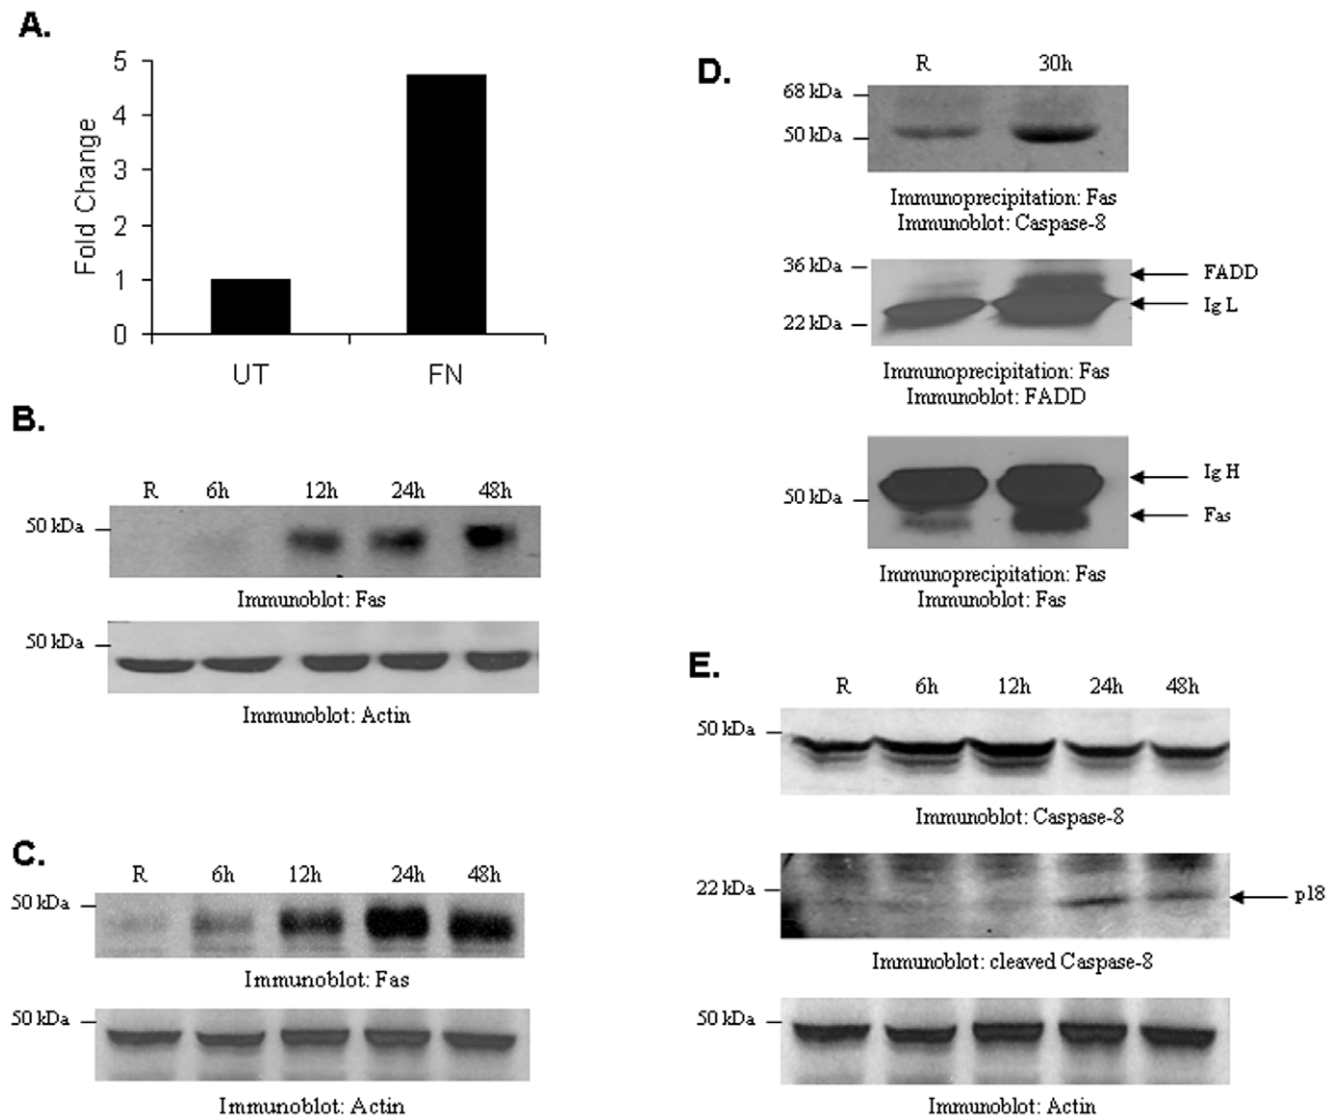 A.
5
4
3
2
1
0
Fold Change
UT FN
B.
R 6h 12h 24h 48h
50 kDa
Immunoblot: Fas
50 kDa
Immunoblot: Actin
C.
R 6h 12h 24h 48h
50 kDa
Immunoblot: Fas
50 kDa
Immunoblot: Actin
D.
R 30h
68 kDa
50 kDa
Immunoprecipitation: Fas
Immunoblot: Caspase-8
36 kDa
FADD
Ig L
22 kDa
Immunoprecipitation: Fas
Immunoblot: FADD
Ig H
50 kDa
Fas
Immunoprecipitation: Fas
Immunoblot: Fas
E.
R 6h 12h 24h 48h
50 kDa
Immunoblot: Caspase-8
22 kDa
p18
Immunoblot: cleaved Caspase-8
50 kDa
Immunoblot: Actin